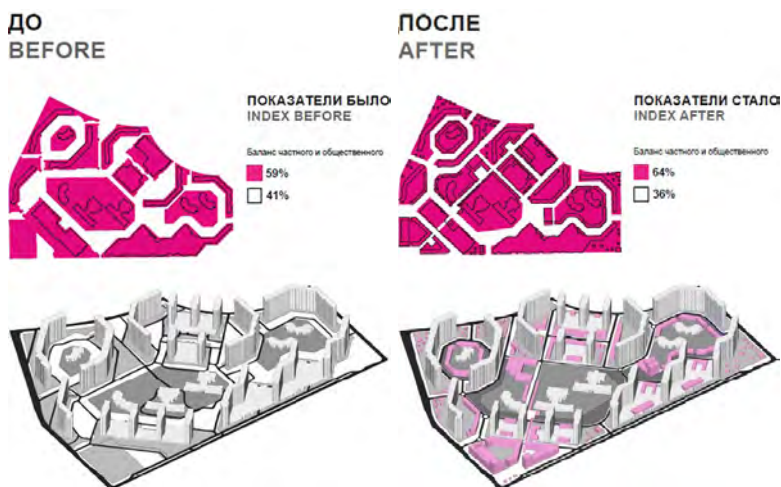 ДО
BEFORE
ПОКАЗАТЕЛИ БЫЛО
INDEX BEFORE
Баланс частного и общественного
59%
41%
ПОСЛЕ
AFTER
ПОКАЗАТЕЛИ СТАЛО
INDEX AFTER
Баланс частного и общественного
64%
36%